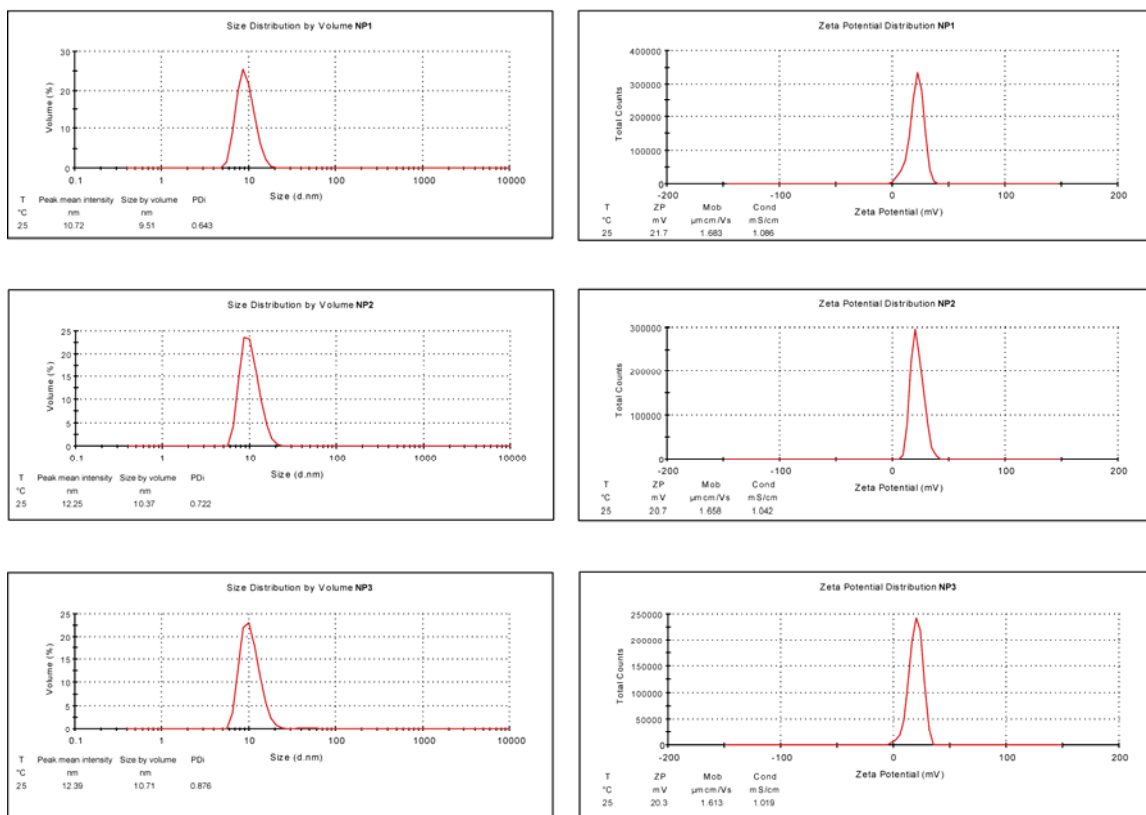 Size Distribution by Volume NP1
30
20
10
0
Volume (%)
0.1 1 10 100 1000 10000
Size (d.nm)
T Peak mean intensity Size by volume PDi
°C nm nm
25 10.72 9.51 0.643
Zeta Potential Distribution NP1
400000
300000
200000
100000
0
Total Counts
-200 -100 0 100 200
Zeta Potential (mV)
T ZP Mob Cond
°C mV µmcm/Vs mS/cm
25 21.7 1.683 1.086
Size Distribution by Volume NP2
25
20
15
10
5
0
Volume (%)
0.1 1 10 100 1000 10000
Size (d.nm)
T Peak mean intensity Size by volume PDi
°C nm nm
25 12.25 10.37 0.722
Zeta Potential Distribution NP2
300000
200000
100000
0
Total Counts
-200 -100 0 100 200
Zeta Potential (mV)
T ZP Mob Cond
°C mV µmcm/Vs mS/cm
25 20.7 1.658 1.042
Size Distribution by Volume NP3
25
20
15
10
5
0
Volume (%)
0.1 1 10 100 1000 10000
Size (d.nm)
T Peak mean intensity Size by volume PDi
°C nm nm
25 12.39 10.71 0.876
Zeta Potential Distribution NP3
250000
200000
150000
100000
50000
0
Total Counts
-200 -100 0 100 200
Zeta Potential (mV)
T ZP Mob Cond
°C mV µmcm/Vs mS/cm
25 20.3 1.613 1.019